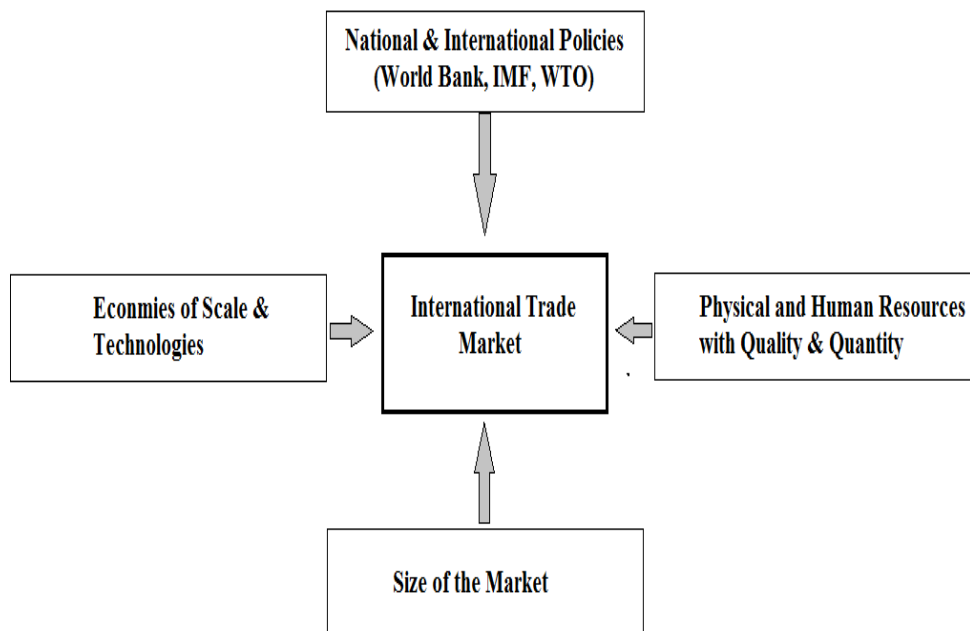 National & International Policies
(World Bank, IMF, WTO)
Econmies of Scale &
Technologies
International Trade
Market
Physical and Human Resources
with Quality & Quantity
Size of the Market